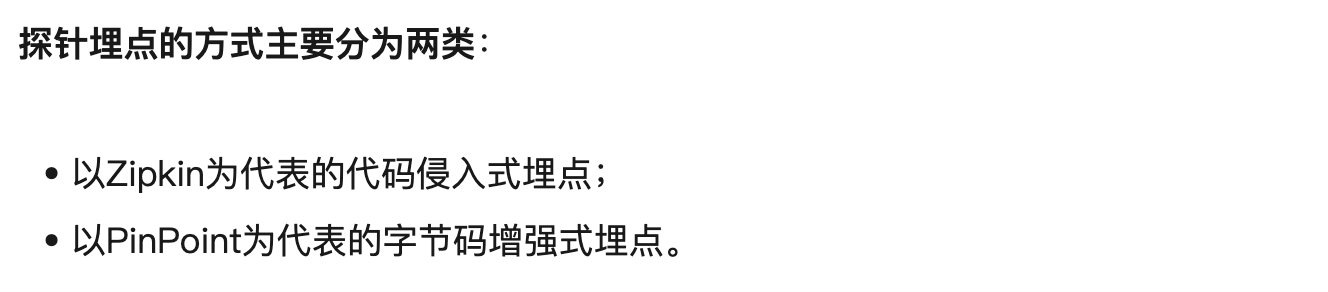 探针埋点的方式主要分为两类：
• 以Zipkin为代表的代码侵入式埋点；
• 以PinPoint为代表的字节码增强式埋点。